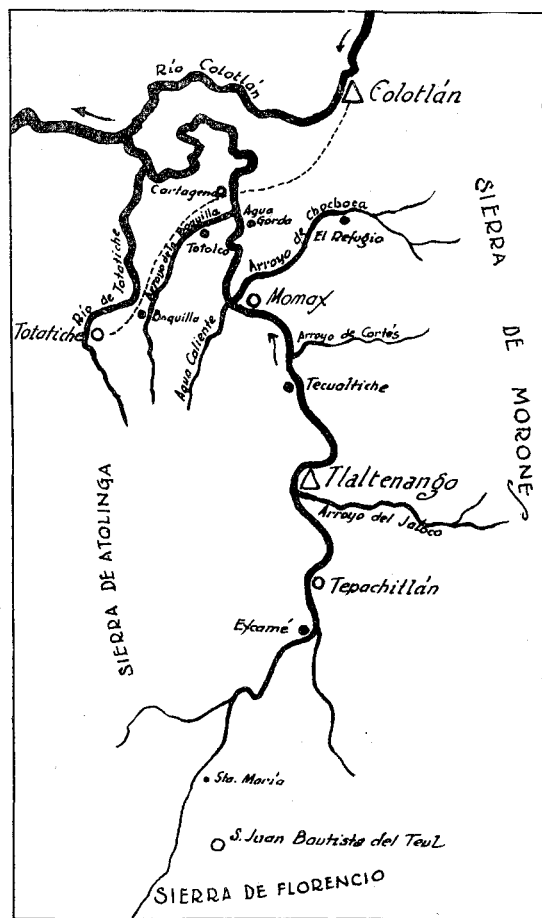 Río Colotlán
Colotlán
Cartagena
Arroyo de la Boquilla
Agua
Gorda
Totolco
Arroyo de Chocboea
El Refugio
SIERRA
DE MORONES
Río de Totatiche
Totatiche
Boquilla
Agua Caliente
Momax
Arroyo de Cortés
Tecualtiche
Tlaltenango
Arroyo del Jaloco
SIERRA DE ATOLINGA
Tepachitlán
Excamé
Sta. María
S. Juan Bautista del Teul
SIERRA DE FLORENCIO